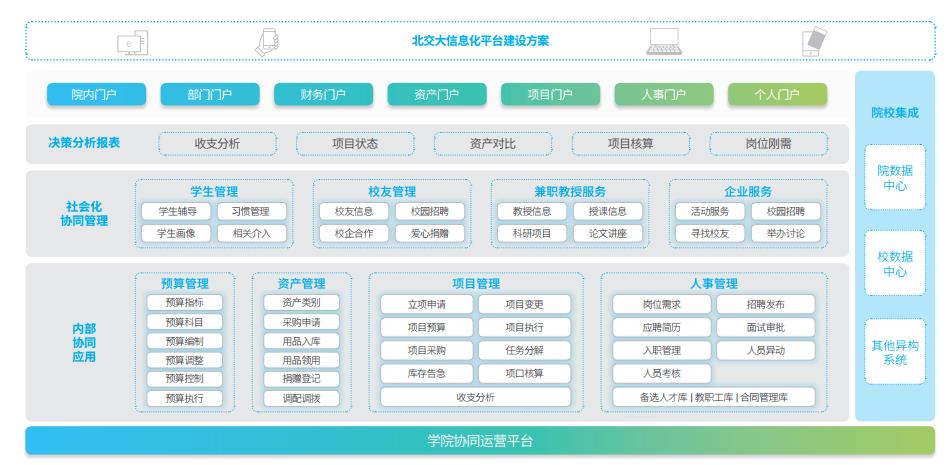 北交大信息化平台建设方案
院内门户
部门门户
财务门户
资产门户
项目门户
人事门户
个人门户
决策分析报表
收支分析
项目状态
资产对比
项目核算
岗位刚需
社会化
协同管理
学生管理
学生辅导
习惯管理
学生画像
相关介入
校友管理
校友信息
校园招聘
校企合作
爱心捐赠
兼职教授服务
教授信息
授课信息
科研项目
论文讲座
企业服务
活动服务
校园招聘
寻找校友
举办讨论
内部
协同
应用
预算管理
预算指标
预算科目
预算编制
预算调整
预算控制
预算执行
资产管理
资产类别
采购申请
用品入库
用品领用
捐赠登记
调配调拨
项目管理
立项申请
项目变更
项目预算
项目执行
项目采购
任务分解
库存告急
项口核算
收支分析
人事管理
岗位需求
招聘发布
应聘简历
面试审批
入职管理
人员异动
人员考核
备选人才库 | 教职工库 | 合同管理库
院校集成
院数据
中心
校数据
中心
其他异构
系统
学院协同运营平台